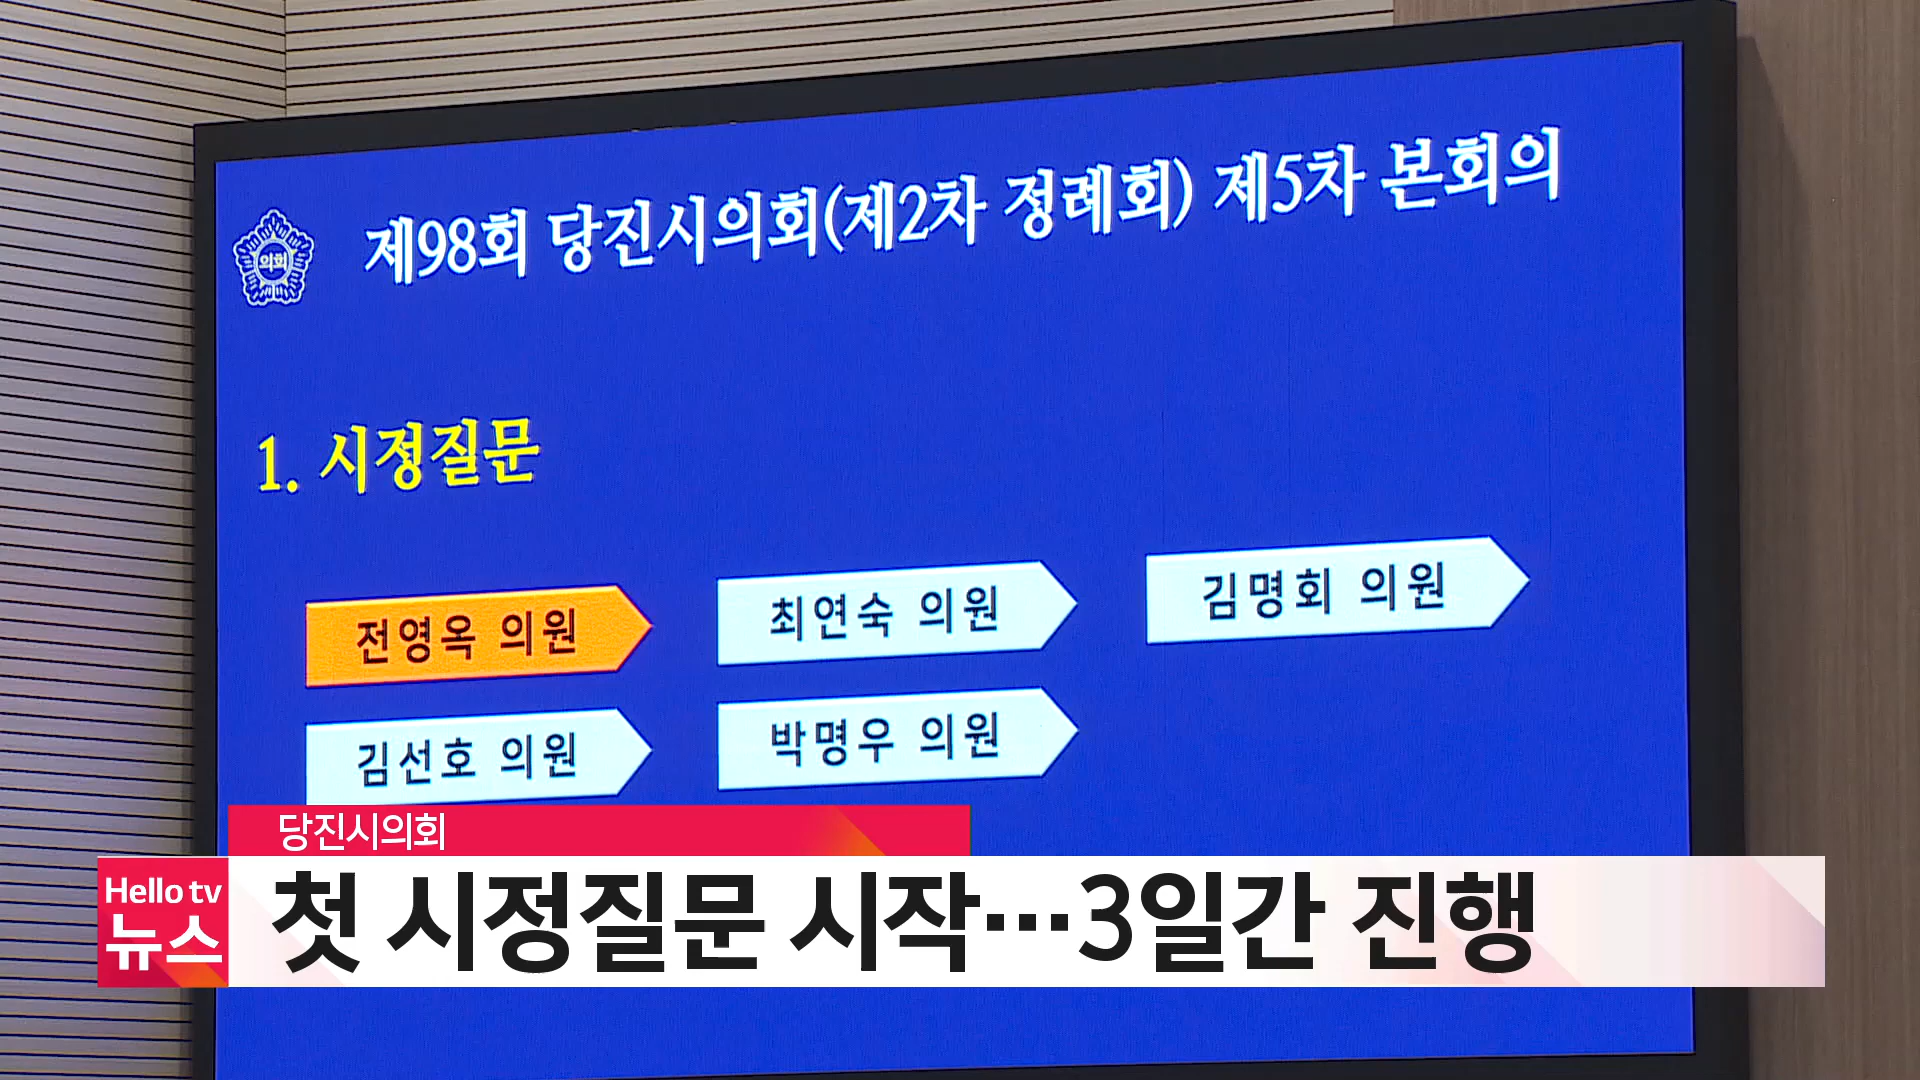 제98회 당진시의회(제2차 정례회) 제5차 본회의
의회
1. 시정질문
전영옥 의원
최연숙 의원
김명회 의원
김선호 의원
박명우 의원
당진시의회
Hello tv
뉴스
첫 시정질문 시작…3일간 진행